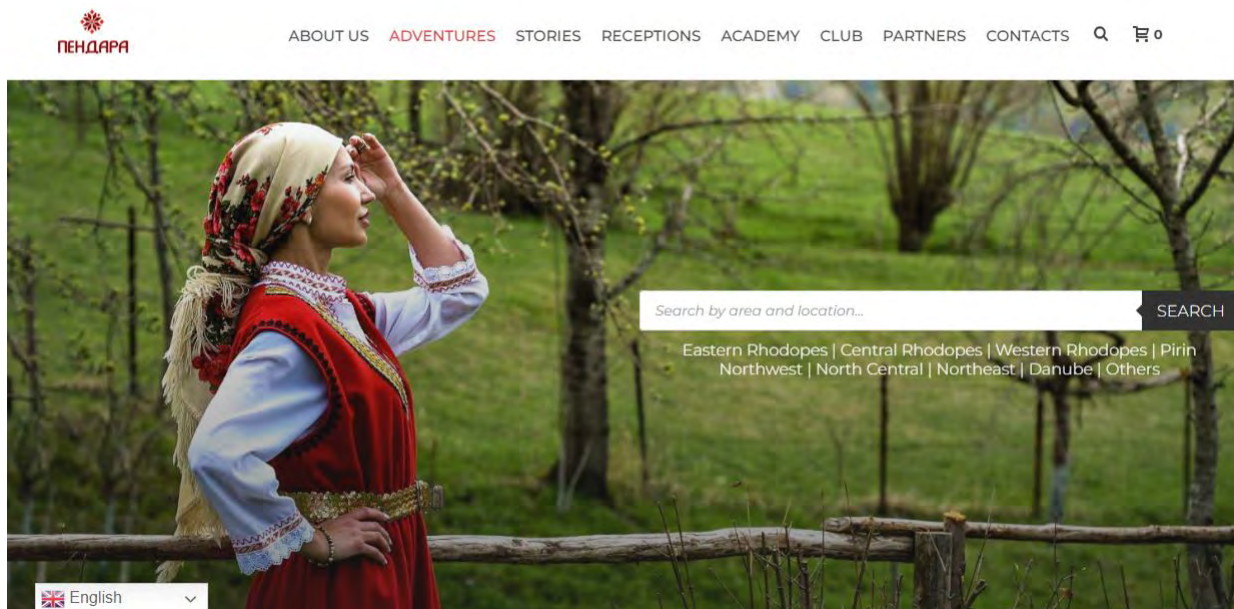 ПЕНДАРА
ABOUT US ADVENTURES STORIES RECEPTIONS ACADEMY CLUB PARTNERS CONTACTS 0
Search by area and location...
SEARCH
Eastern Rhodopes | Central Rhodopes | Western Rhodopes | Pirin
Northwest | North Central | Northeast | Danube | Others
English